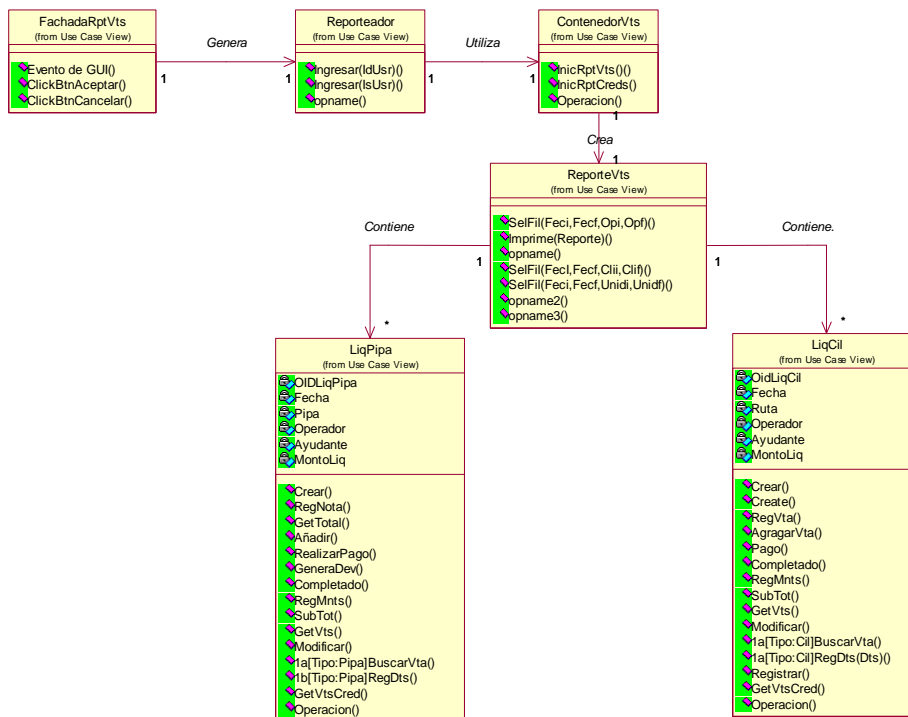 FachadaRptVts
(from Use Case View)
Evento de GUI()
ClickBtnAceptar()
ClickBtnCancelar()
Genera
1
1
Reporteador
(from Use Case View)
Ingresar(IdUsr)()
Ingresar(IsUsr)()
opname()
Utiliza
1
1
ContenedorVts
(from Use Case View)
InicRptVts()()
InicRptCreds()
Operacion()
1
Crea
1
ReporteVts
(from Use Case View)
SelFil(Feci,Fecf,Opi,Opf)()
Imprime(Reporte)()
opname()
SelFil(FecI,Fecf,Clii,Clif)()
SelFil(Feci,Fecf,Unidi,Unidf)()
opname2()
opname3()
Contiene
1
*
Contiene.
1
*
LiqPipa
(from Use Case View)
OIDLiqPipa
Fecha
Pipa
Operador
Ayudante
MontoLiq
Crear()
RegNota()
GetTotal()
Añadir()
RealizarPago()
GeneraDev()
Completado()
RegMnts()
SubTot()
GetVts()
Modificar()
1a[Tipo:Pipa]BuscarVta()
1b[Tipo:Pipa]RegDts()
GetVtsCred()
Operacion()
LiqCil
(from Use Case View)
OidLiqCil
Fecha
Ruta
Operador
Ayudante
MontoLiq
Crear()
Create()
RegVta()
AgragarVta()
Pago()
Completado()
RegMnts()
SubTot()
GetVts()
Modificar()
1a[Tipo:Cil]BuscarVta()
1a[Tipo:Cil]RegDts(Dts)()
Registrar()
GetVtsCred()
Operacion()